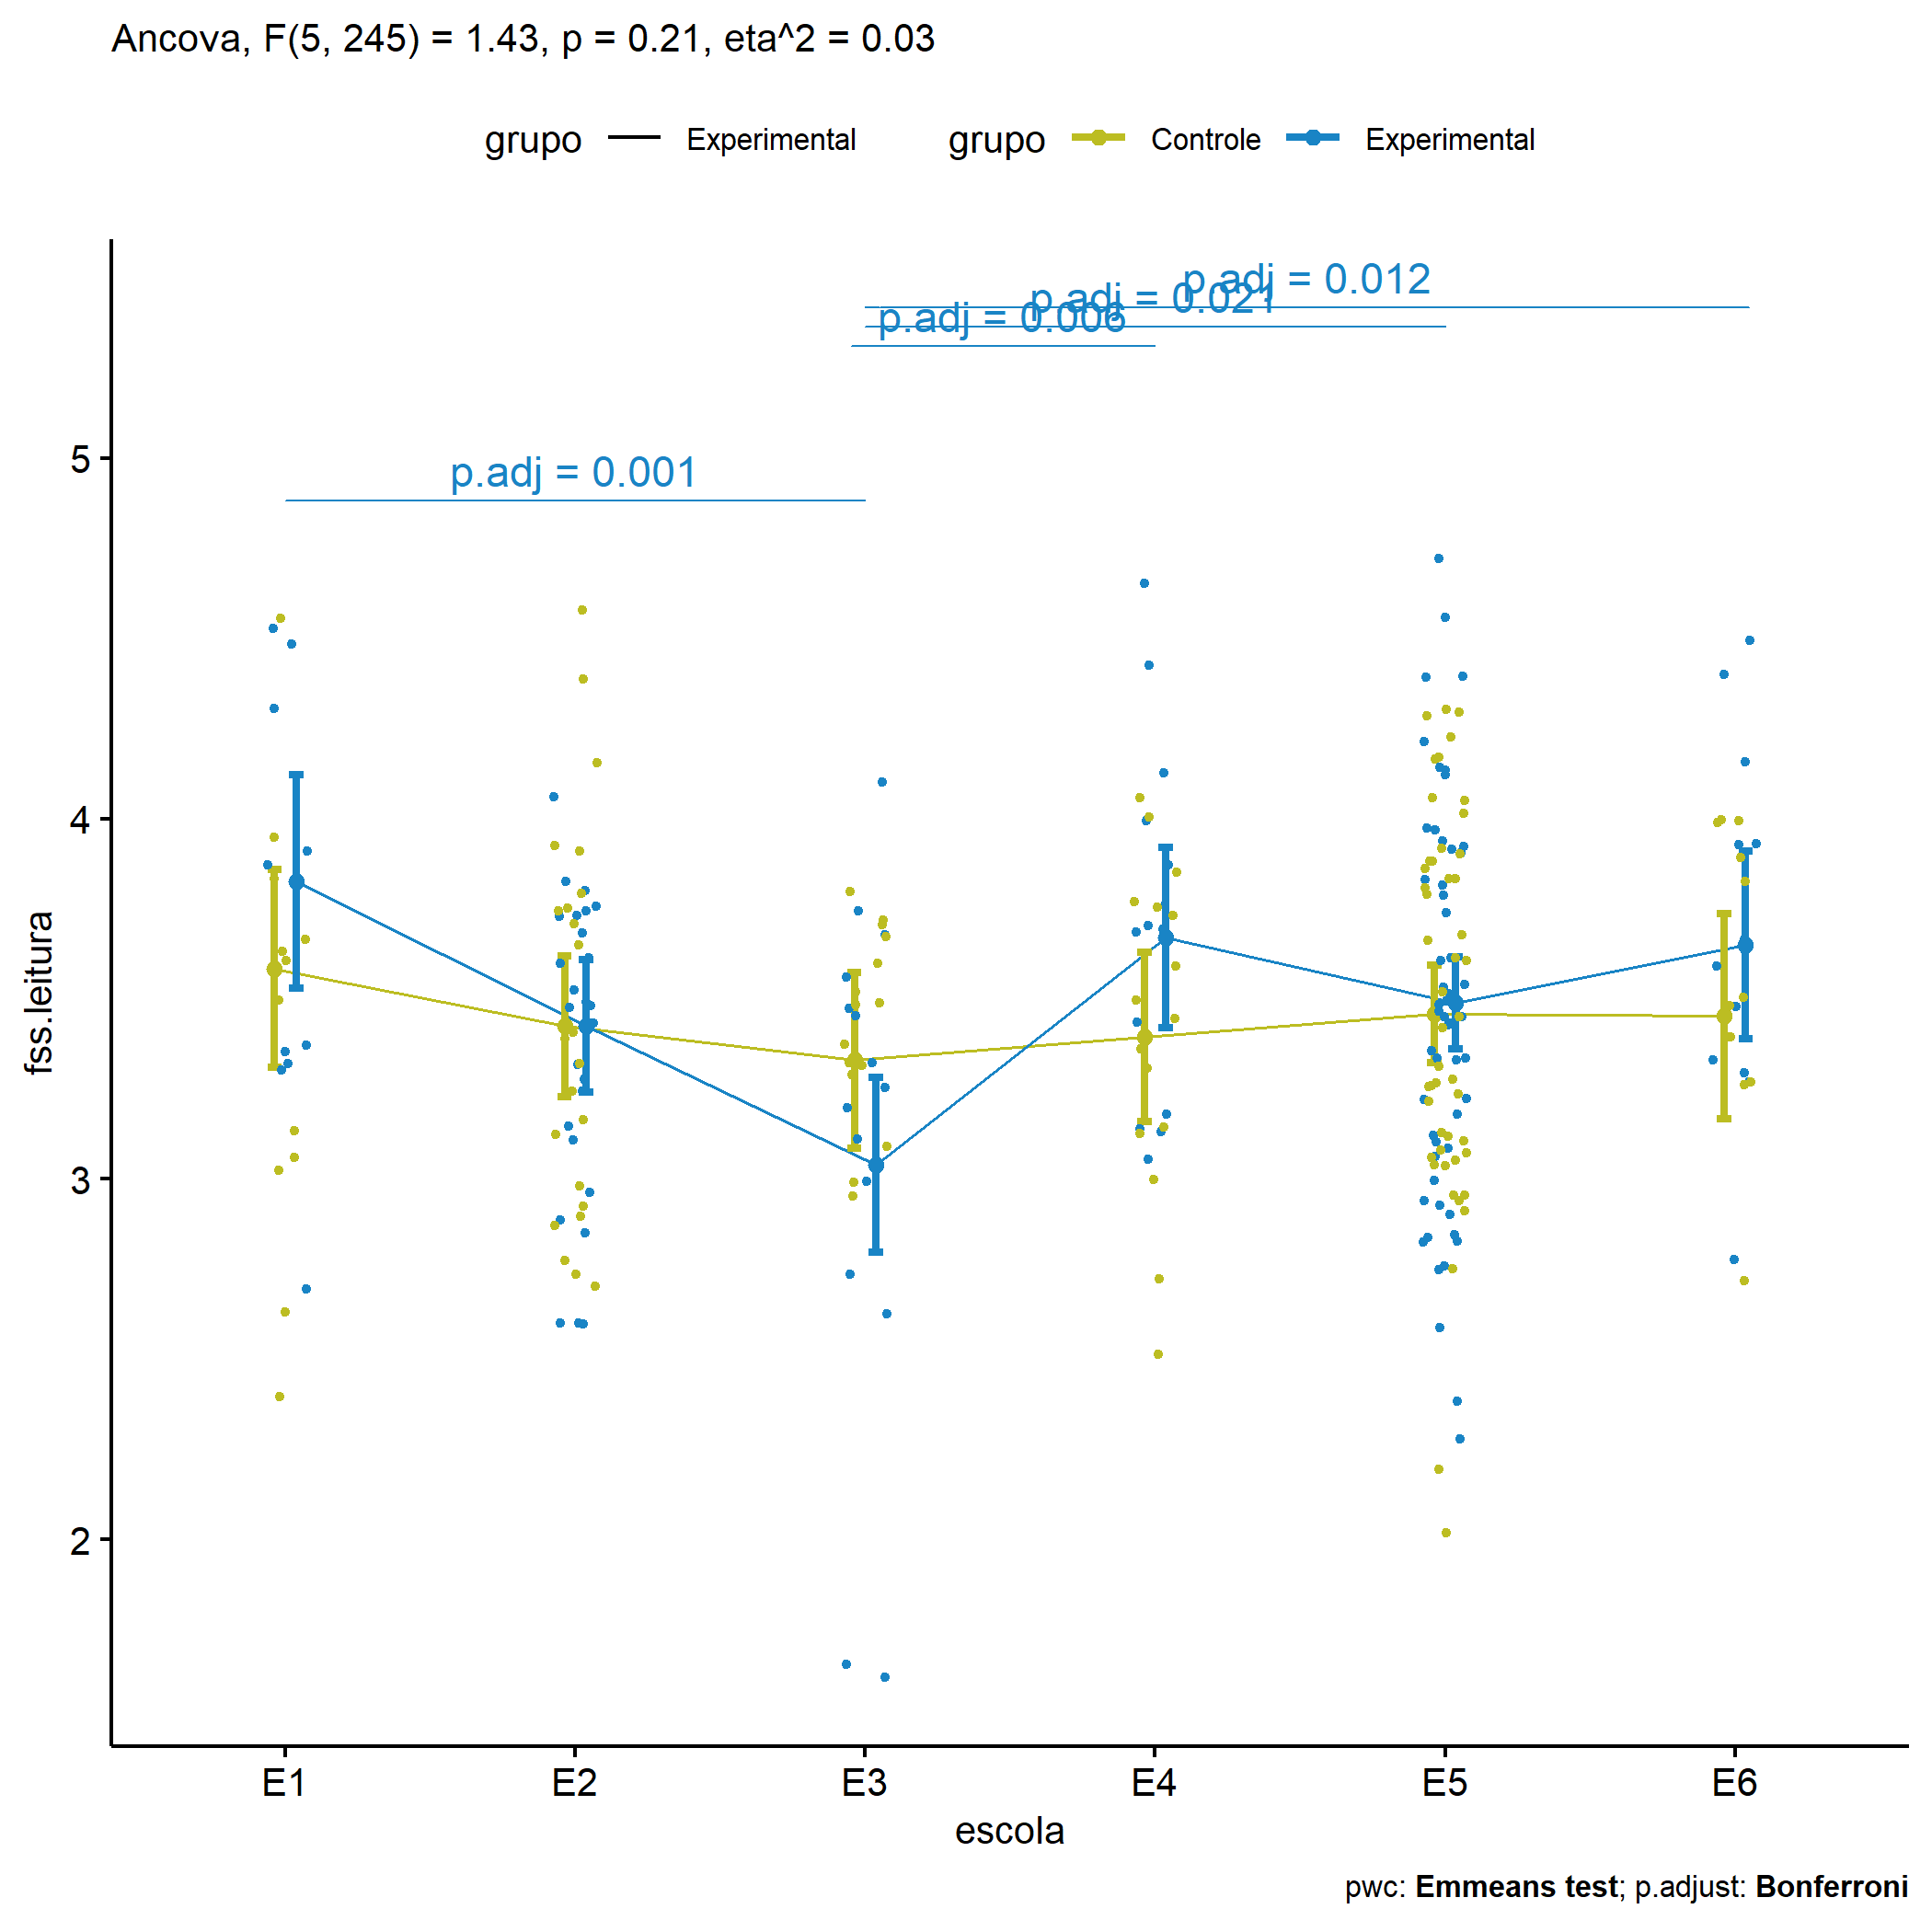 Ancova, F(5, 245) = 1.43, p = 0.21, eta^2 = 0.03
grupo Experimental grupo Controle Experimental
p.adj = 0.012
p.adj = 0.021
p.adj = 0.006
p.adj = 0.001
5
4
3
2
fss.leitura
E1 E2 E3 E4 E5 E6
escola
pwc: Emmeans test; p.adjust: Bonferroni